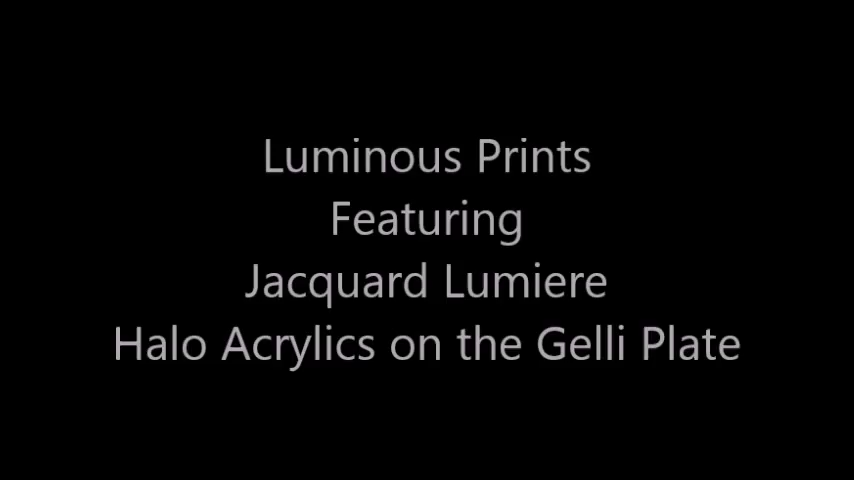 Luminous Prints
Featuring
Jacquard Lumiere
Halo Acrylics on the Gelli Plate